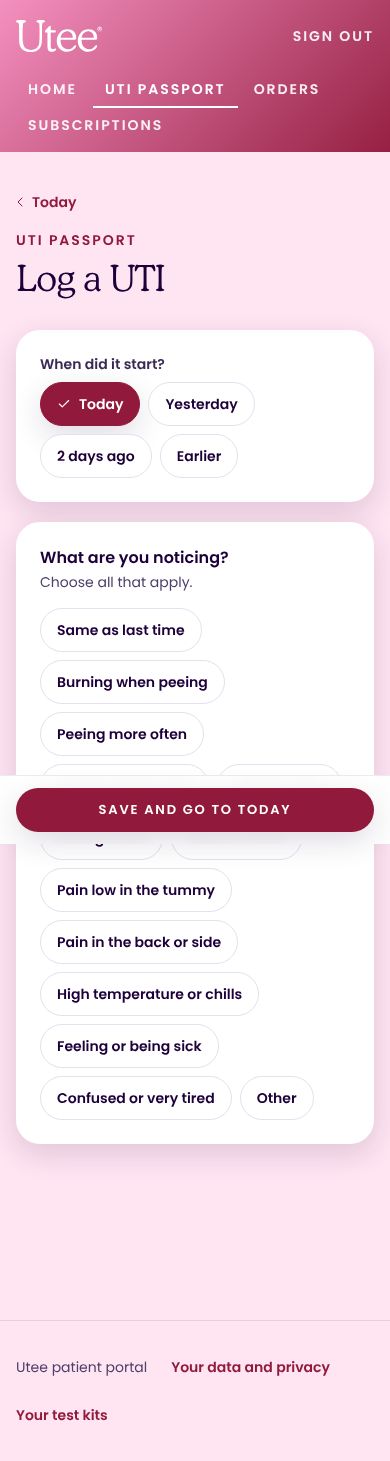 Utee®
SIGN OUT
HOME UTI PASSPORT ORDERS
SUBSCRIPTIONS
Today
UTI PASSPORT
Log a UTI
When did it start?
Today Yesterday
2 days ago Earlier
What are you noticing?
Choose all that apply.
Same as last time
Burning when peeing
Peeing more often
SAVE AND GO TO TODAY
Pain low in the tummy
Pain in the back or side
High temperature or chills
Feeling or being sick
Confused or very tired Other
Utee patient portal Your data and privacy
Your test kits